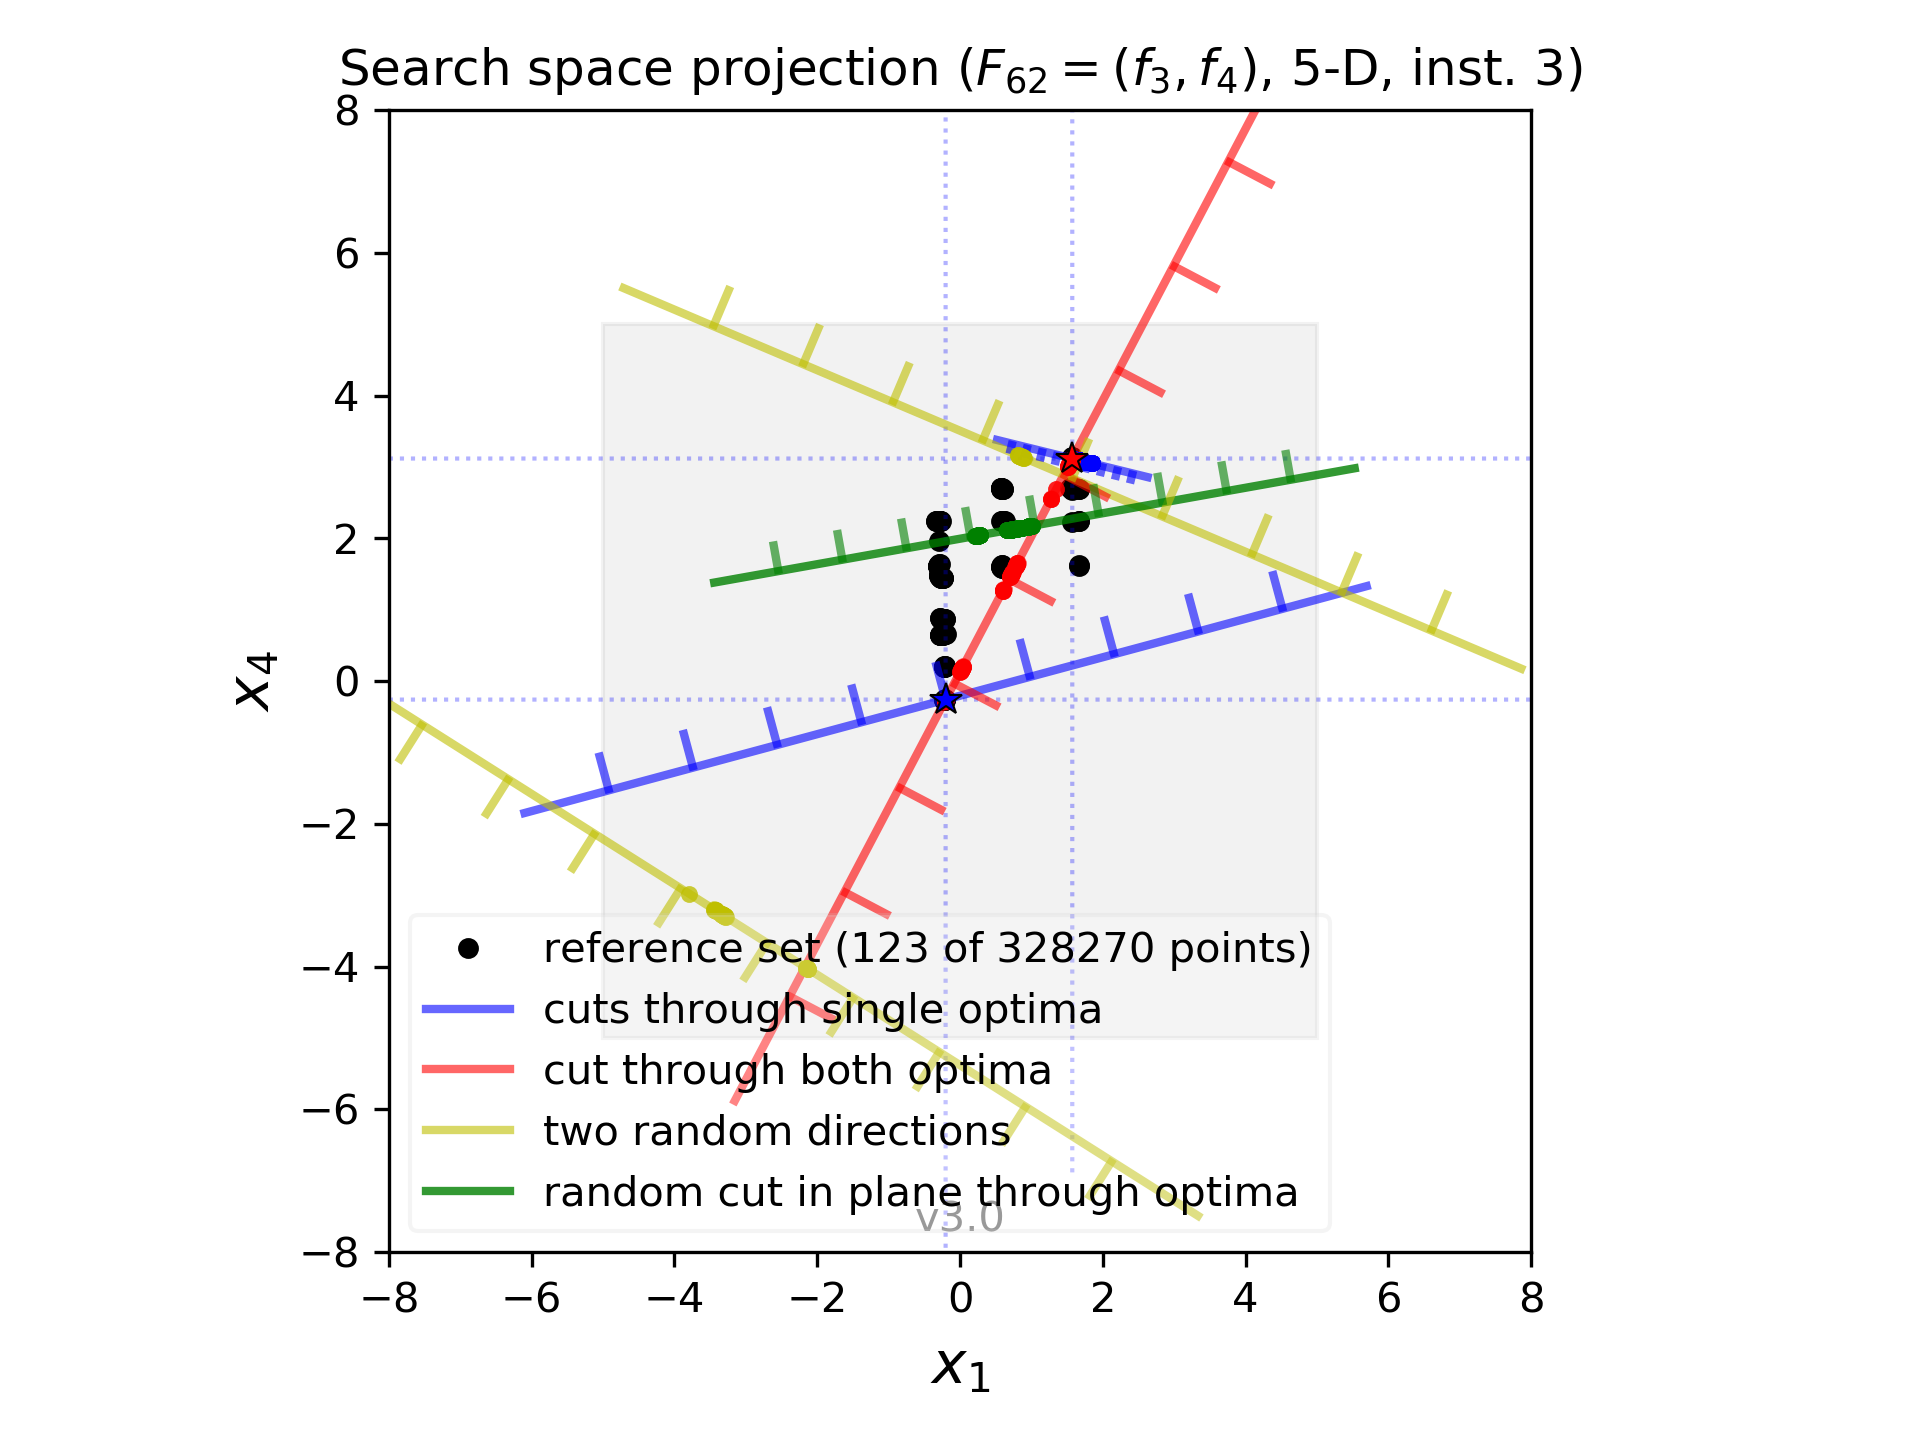 Search space projection (F₆₂ = (f₃, f₄), 5-D, inst. 3)
8
6
4
2
0
−2
−4
−6
−8
x₄
reference set (123 of 328270 points)
cuts through single optima
cut through both optima
two random directions
random cut in plane through optima
v3.0
−8 −6 −4 −2 0 2 4 6 8
x₁